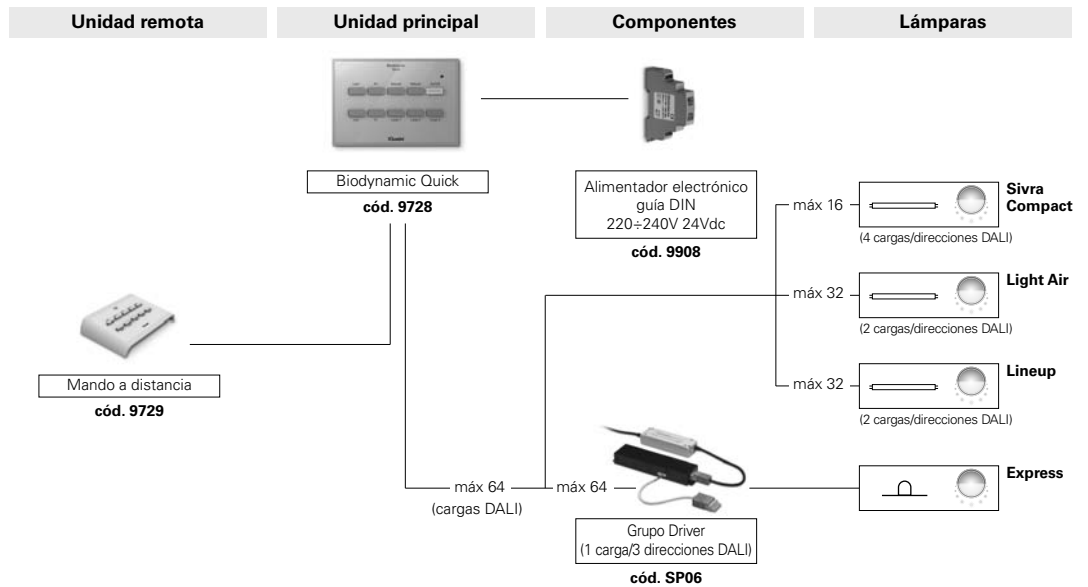 Unidad remota
Unidad principal
Componentes
Lámparas
Biodynamic Quick
cód. 9728
Alimentador electrónico
guía DIN
220÷240V 24Vdc
cód. 9908
máx 16
Sivra
Compact
(4 cargas/direcciones DALI)
máx 32
Light Air
(2 cargas/direcciones DALI)
máx 32
Lineup
(2 cargas/direcciones DALI)
Mando a distancia
cód. 9729
máx 64
(cargas DALI)
máx 64
Express
Grupo Driver
(1 carga/3 direcciones DALI)
cód. SP06